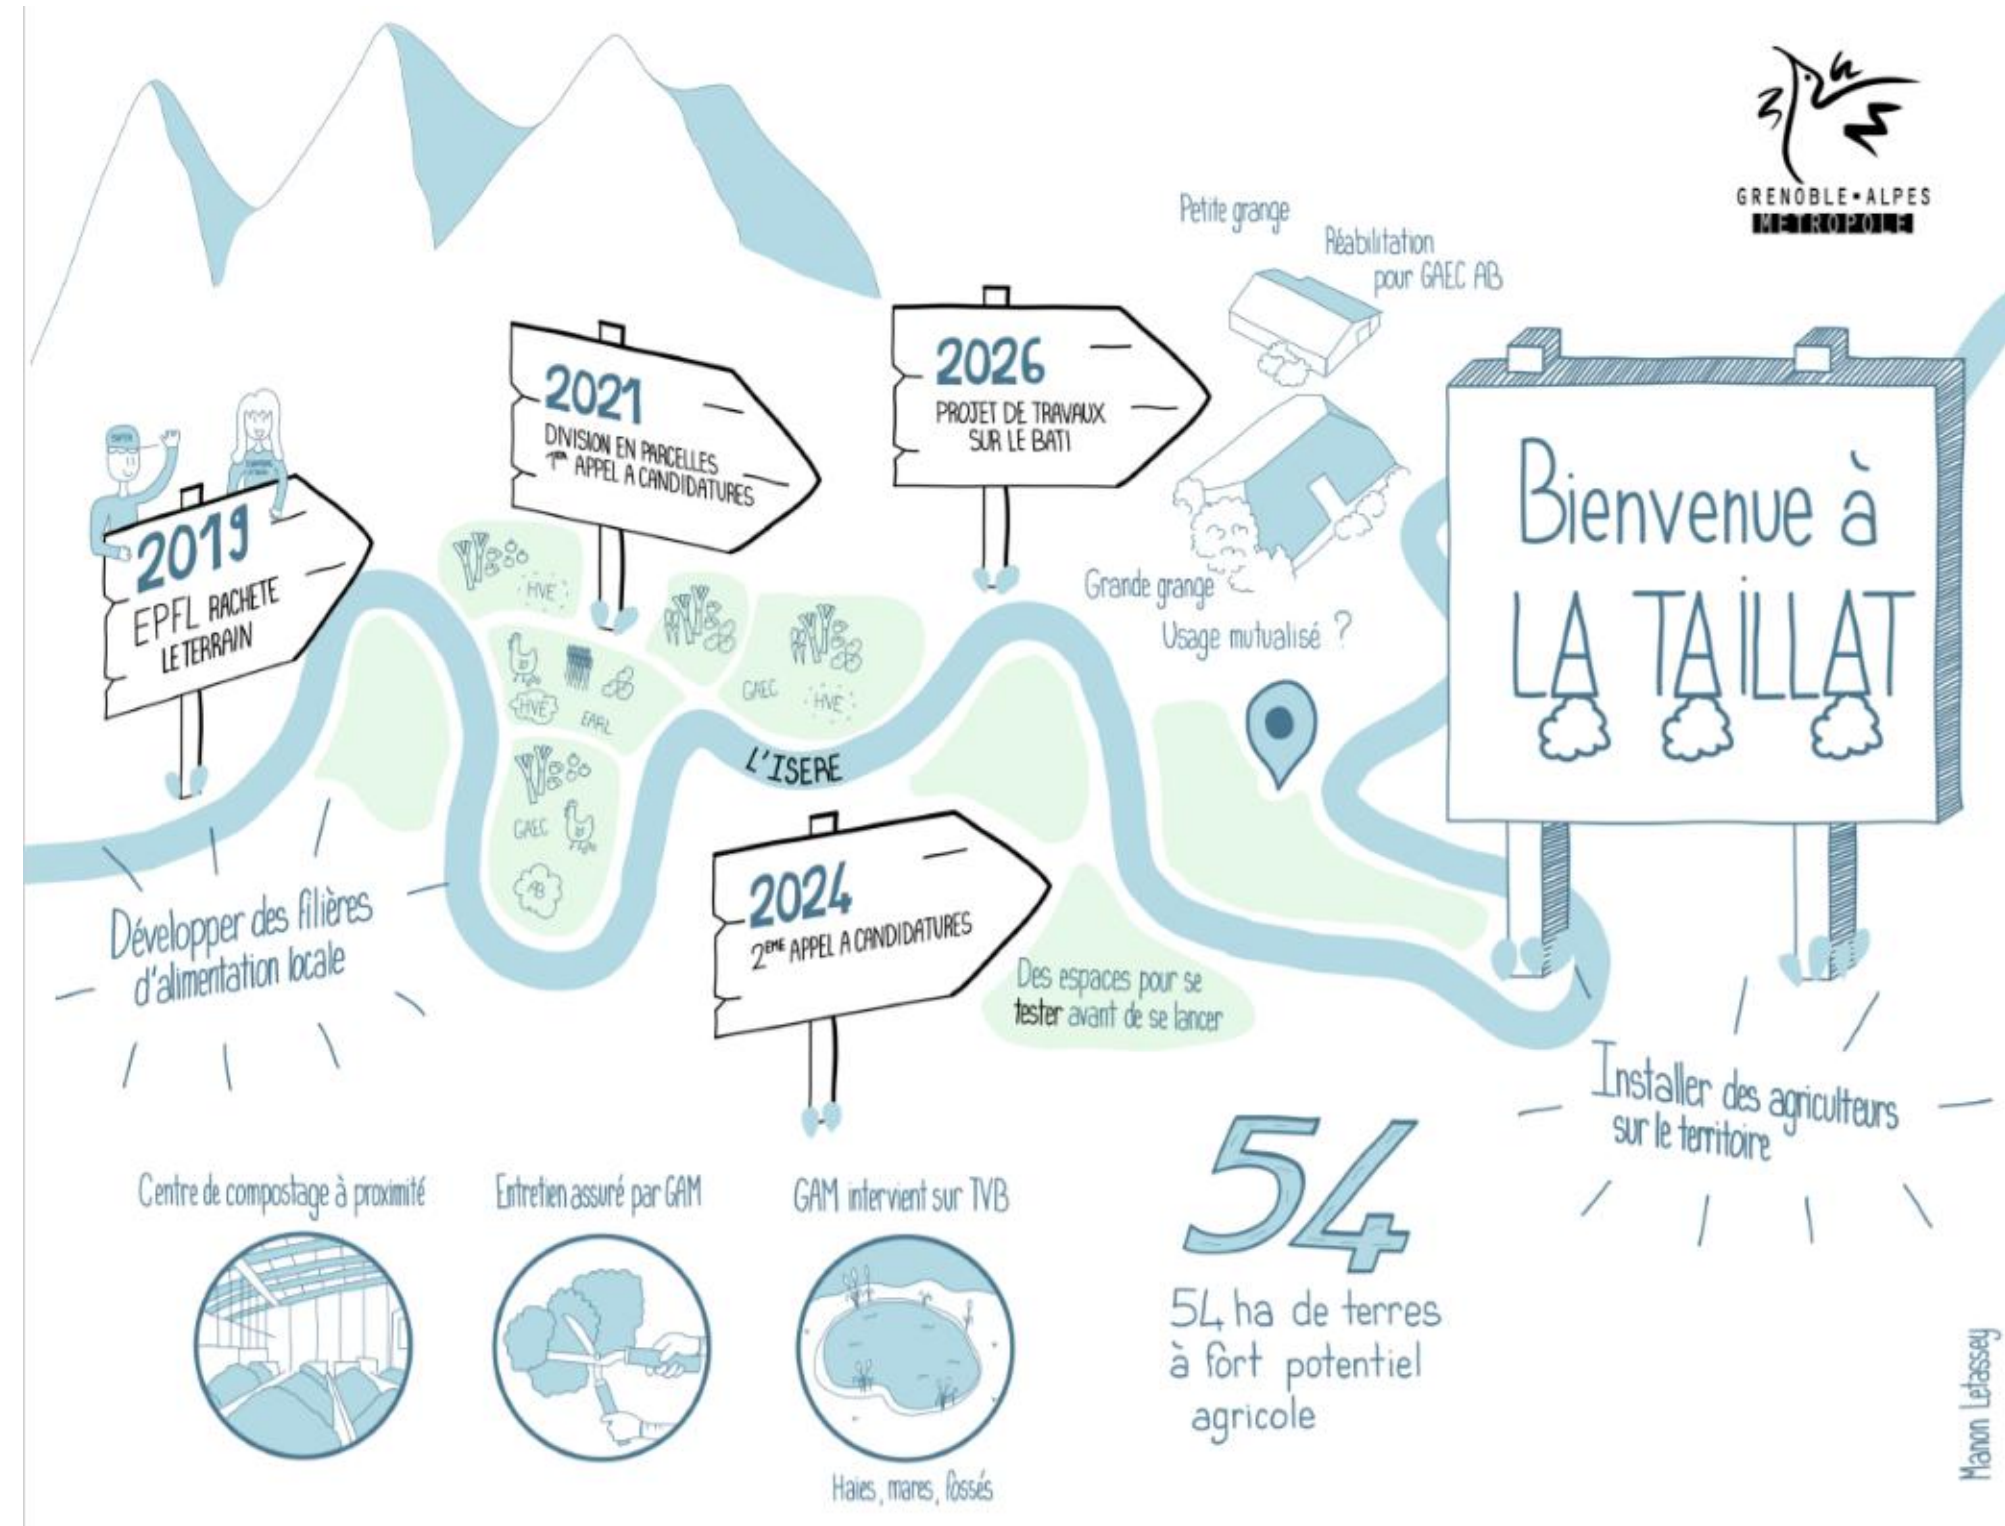 GRENOBLE-ALPES
METROPOLE
Petite grange
Réabilitation
pour GAEC AB
2019
EPFL RACHETE
LE TERRAIN
2021
DIVISION EN PARCELLES
1ER APPEL A CANDIDATURES
2026
PROJET DE TRAVAUX
SUR LE BATI
Bienvenue à
LA TAiLLAT
Grande grange
Usage mutualisé ?
HVE
HVE
EARL
GAEC
HVE
GAEC
AB
L'ISERE
2024
2EME APPEL A CANDIDATURES
Des espaces pour se
tester avant de se lancer
Développer des filières
d'alimentation locale
Installer des agriculteurs
sur le territoire
Centre de compostage à proximité
Entretien assuré par GAM
GAM intervient sur TVB
Haies, mares, fossés
54
54 ha de terres
à fort potentiel
agricole
Manon Letassey